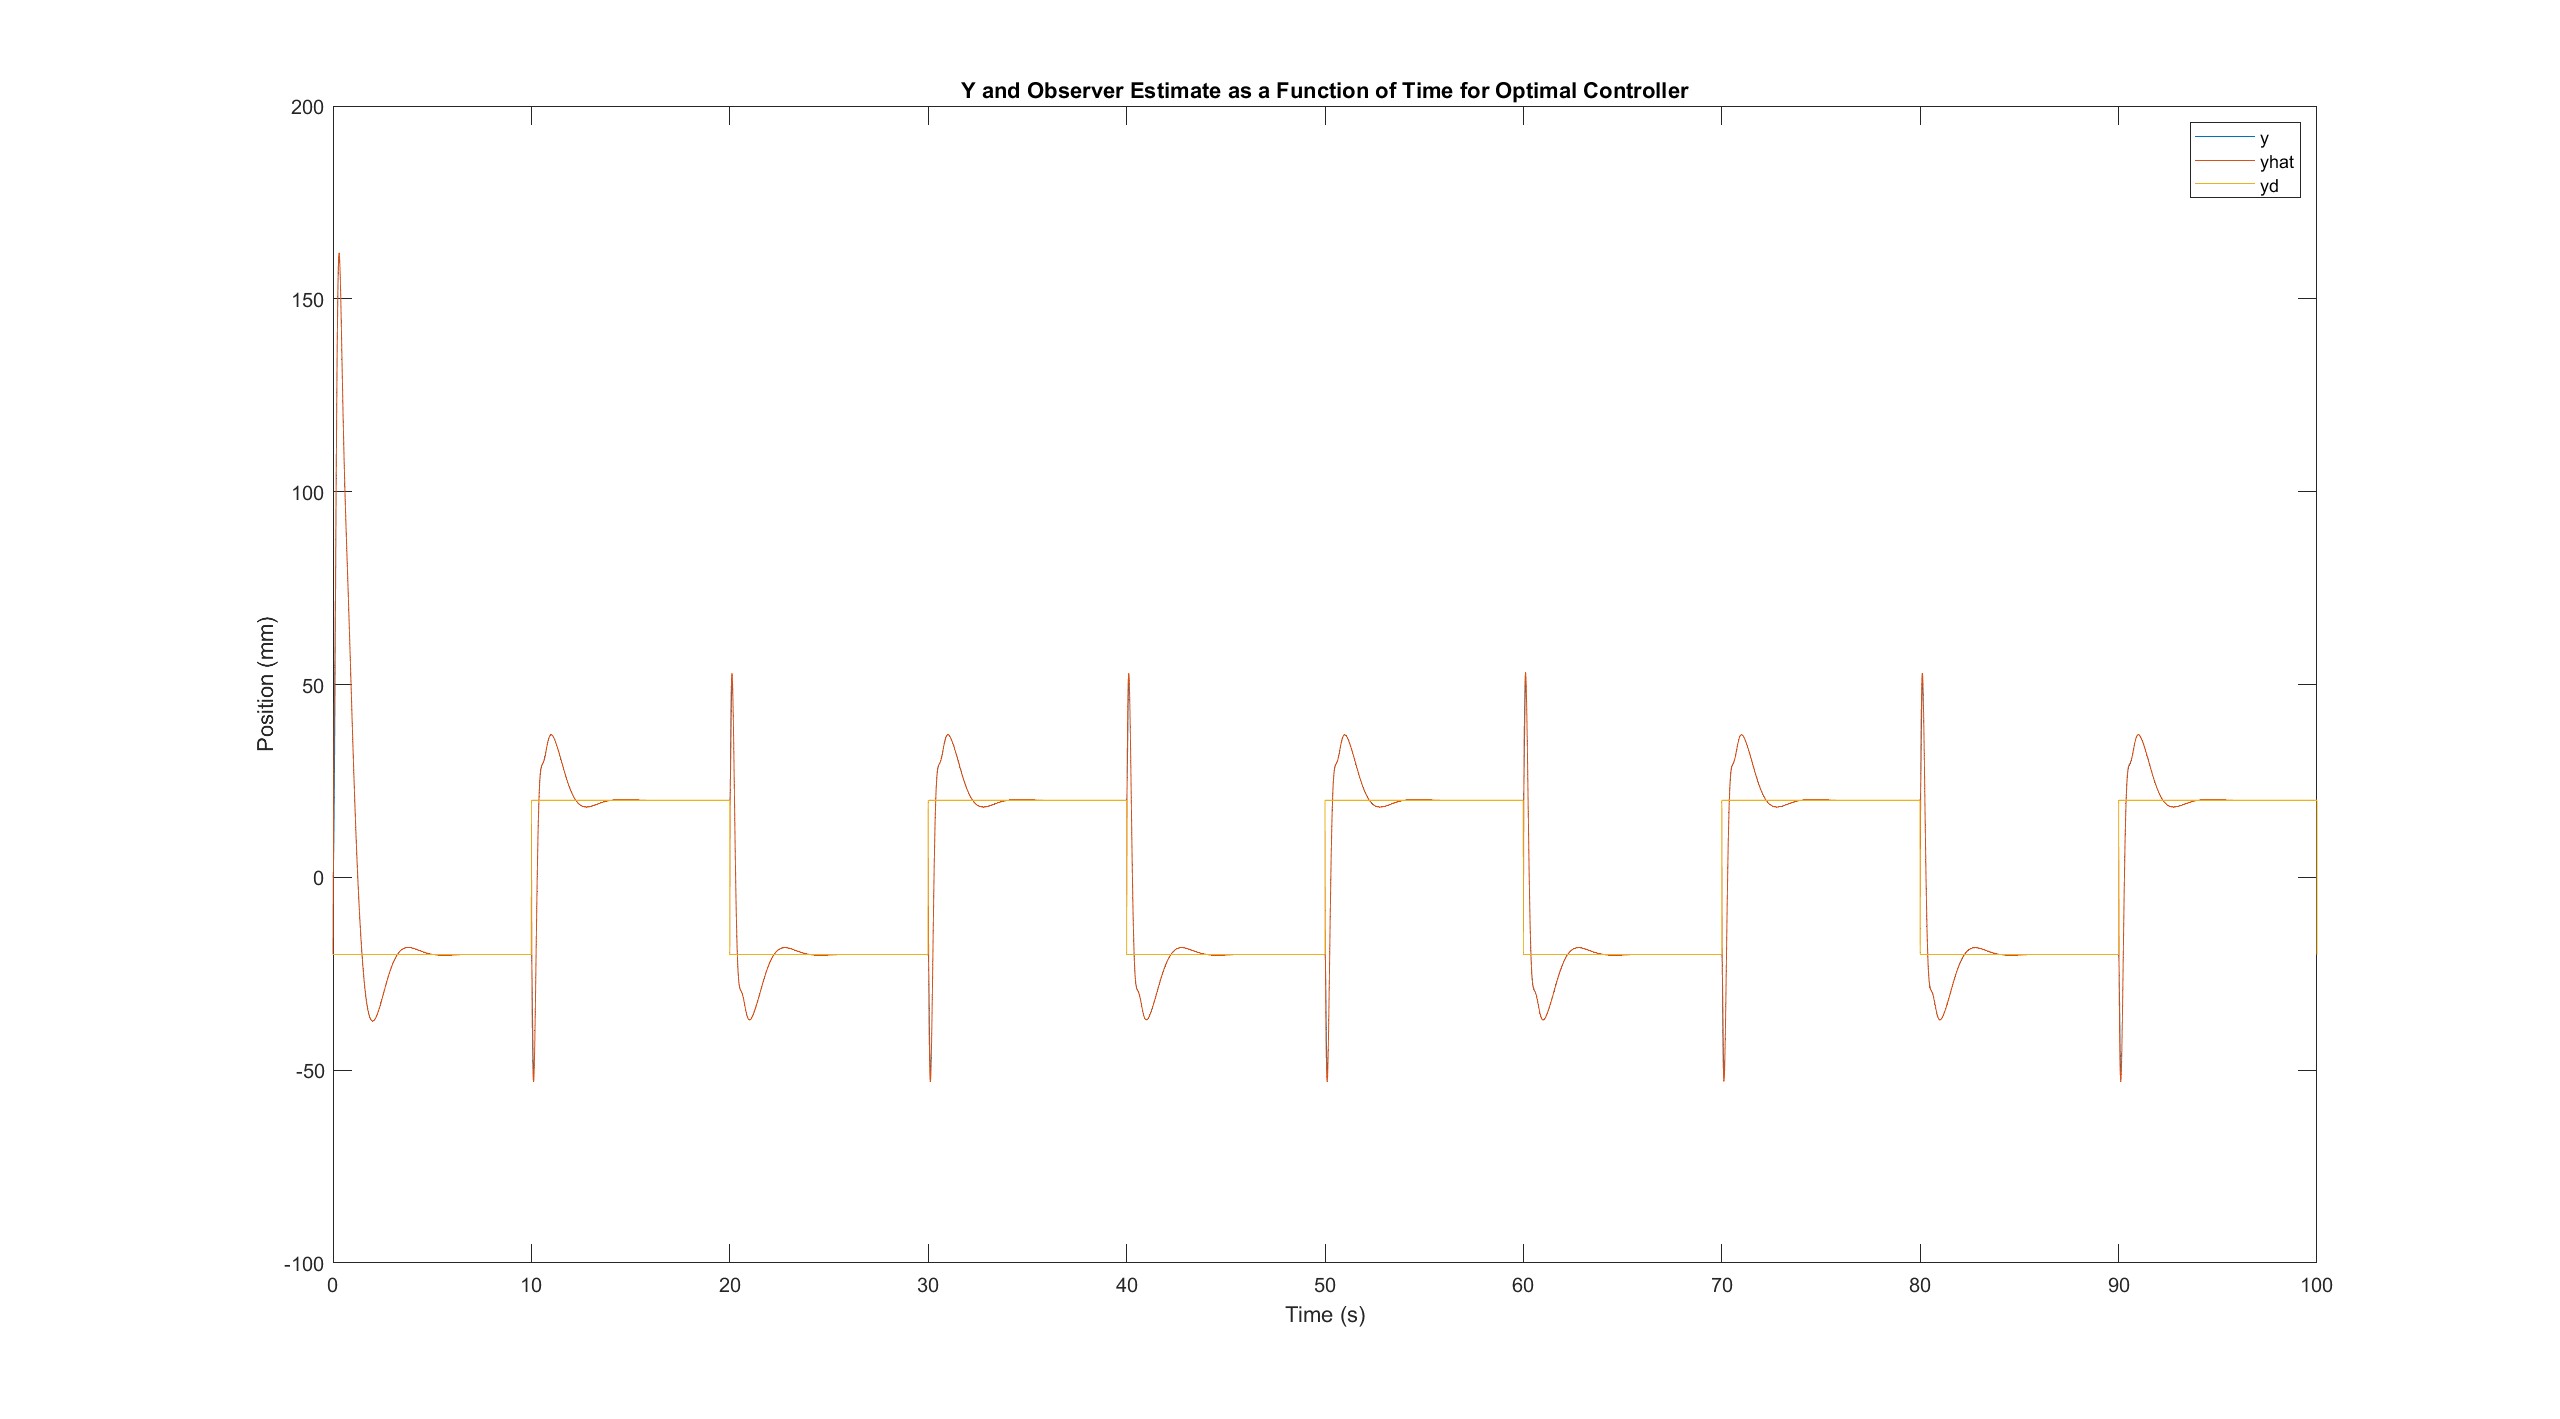 Y and Observer Estimate as a Function of Time for Optimal Controller
y
yhat
yd
200
150
100
50
0
-50
-100
Position (mm)
0 10 20 30 40 50 60 70 80 90 100
Time (s)